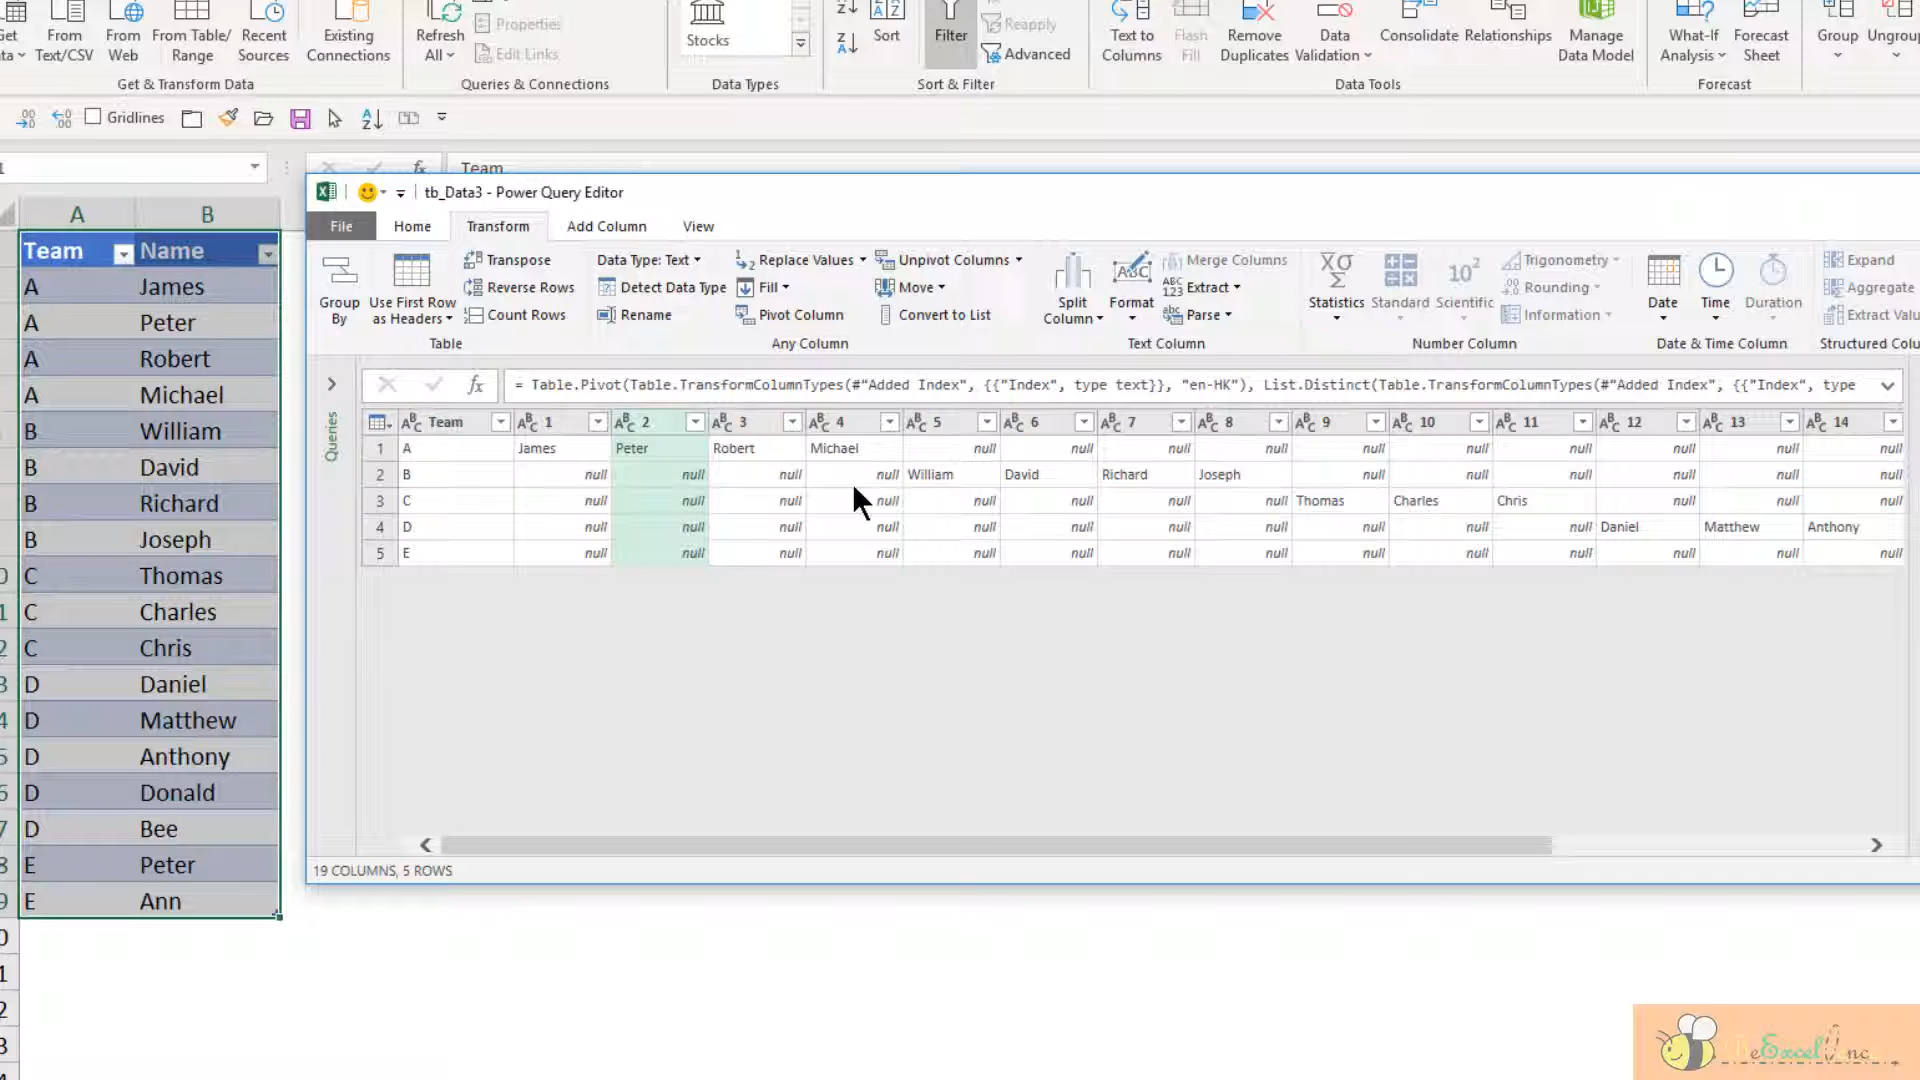 Get
From
From
From Table/
Recent
Existing
Refresh
Properties
Stocks
Sort
Filter
Reapply
Text to
Flash
Remove
Data
Consolidate
Relationships
Manage
What-If
Forecast
Group
Text/CSV
Web
Range
Sources
Connections
All
Edit Links
Advanced
Columns
Fill
Duplicates
Validation
Data Model
Analysis
Sheet
Get & Transform Data
Queries & Connections
Data Types
Sort & Filter
Data Tools
Forecast
Gridlines
fx Team
A B
Team Name
A James
A Peter
A Robert
A Michael
B William
B David
B Richard
B Joseph
C Thomas
C Charles
C Chris
D Daniel
D Matthew
D Anthony
D Donald
D Bee
E Peter
E Ann
tb_Data3 - Power Query Editor
File Home Transform Add Column View
Group By
Use First Row as Headers
Transpose
Reverse Rows
Count Rows
Table
Data Type: Text
Detect Data Type
Rename
Replace Values
Fill
Pivot Column
Unpivot Columns
Move
Convert to List
Any Column
Split Column
Format
Merge Columns
Extract
Parse
Text Column
Statistics
Standard
Scientific
Trigonometry
Rounding
Information
Number Column
Date
Time
Duration
Date & Time Column
Expand
Aggregate
Queries
fx = Table.Pivot(Table.TransformColumnTypes(#"Added Index", {{"Index", type text}}, "en-HK"), List.Distinct(Table.TransformColumnTypes(#"Added Index", {{"Index", type
Team 1 2 3 4 5 6 7 8 9 10 11 12 13 14
1 A James Peter Robert Michael null null null null null null null null null null
2 B null null null null William David Richard Joseph null null null null null null
3 C null null null null null null null null Thomas Charles Chris null null null
4 D null null null null null null null null null null null Daniel Matthew Anthony
5 E null null null null null null null null null null null null null null
19 COLUMNS, 5 ROWS